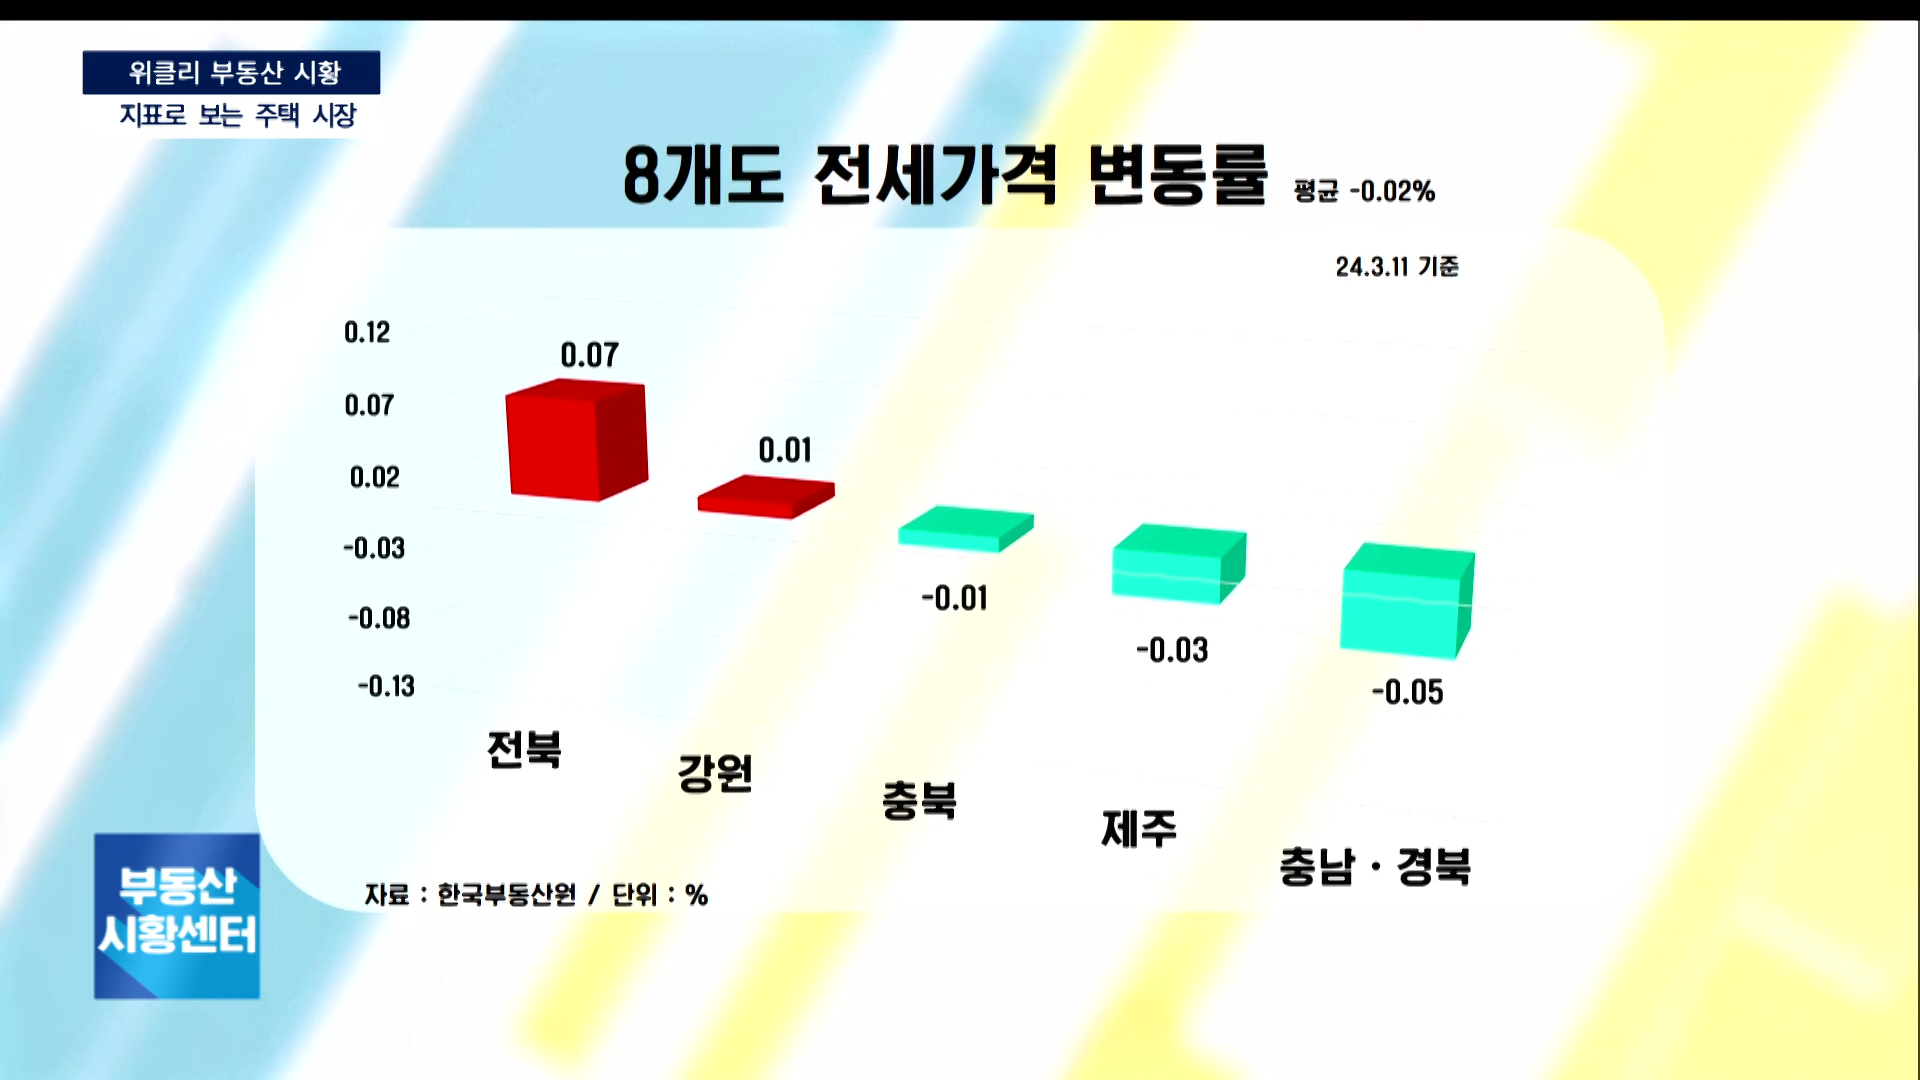 위클리 부동산 시황
지표로 보는 주택 시장
8개도 전세가격 변동률 평균 -0.02%
24.3.11 기준
0.12
0.07
0.02
-0.03
-0.08
-0.13
0.07
0.01
-0.01
-0.03
-0.05
전북
강원
충북
제주
충남 · 경북
자료 : 한국부동산원 / 단위 : %
부동산
시황센터